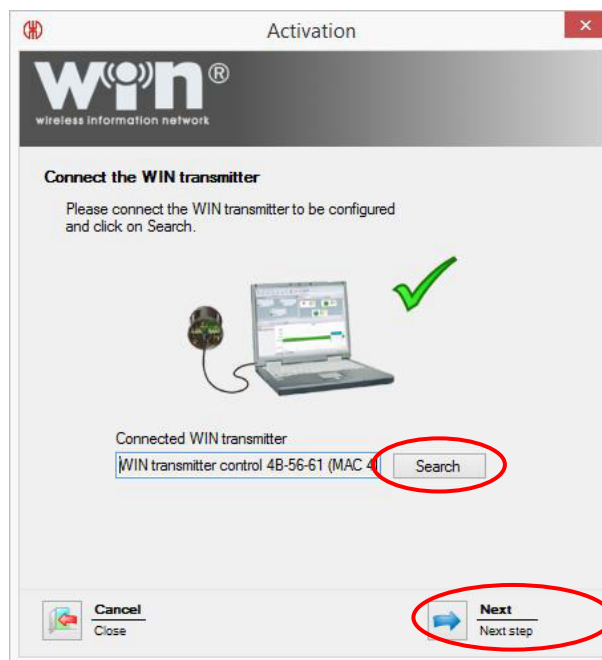 Activation
WIN®
wireless information network
Connect the WIN transmitter
Please connect the WIN transmitter to be configured
and click on Search.
Connected WIN transmitter
WIN transmitter control 4B-56-61 (MAC 4
Search
Cancel
Close
Next
Next step